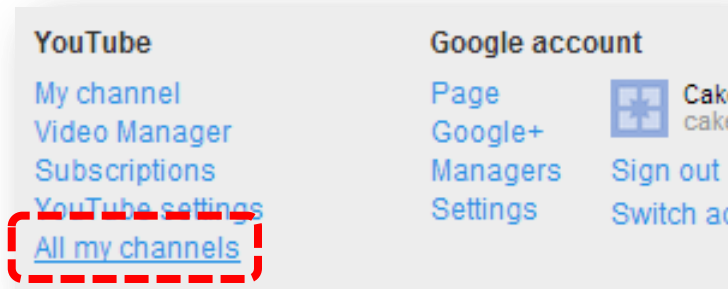 YouTube
My channel
Video Manager
Subscriptions
YouTube settings
All my channels
Google account
Page
Google+
Managers
Settings
Sign out
Switch